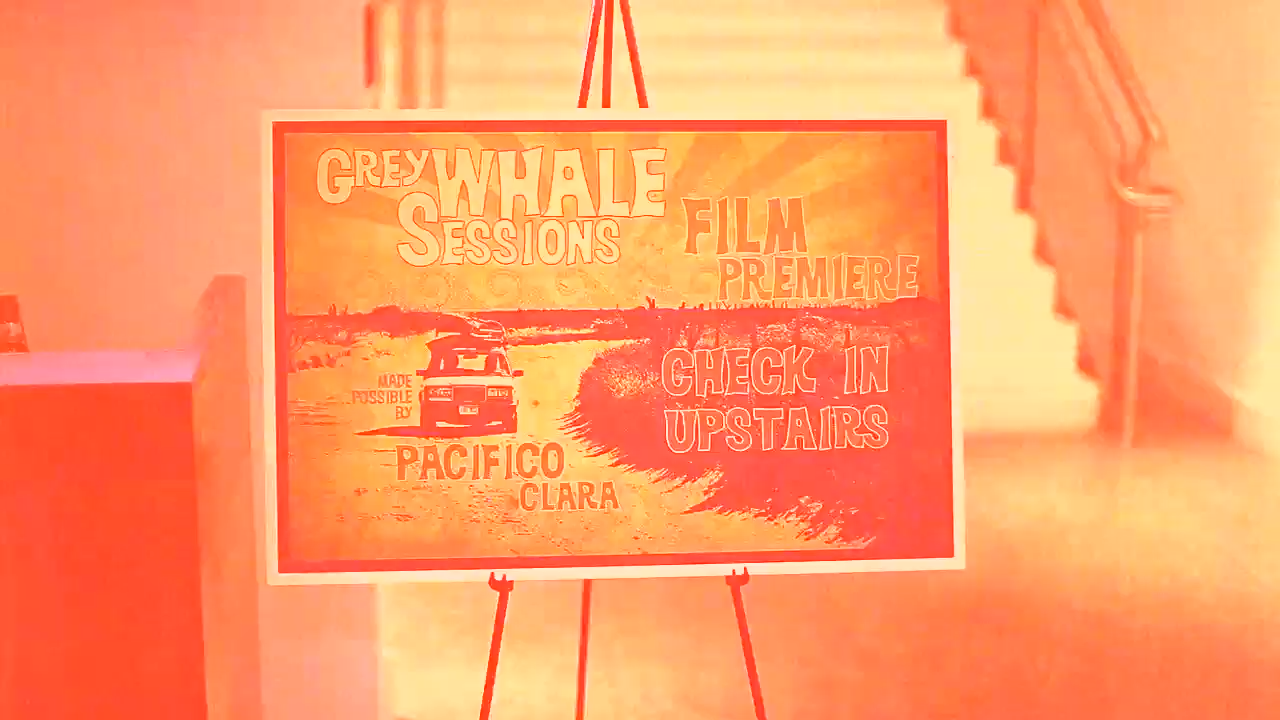 GREY WHALE
SESSIONS
FILM
PREMIERE
MADE
POSSIBLE
BY
PACIFICO
CLARA
CHECK IN
UPSTAIRS